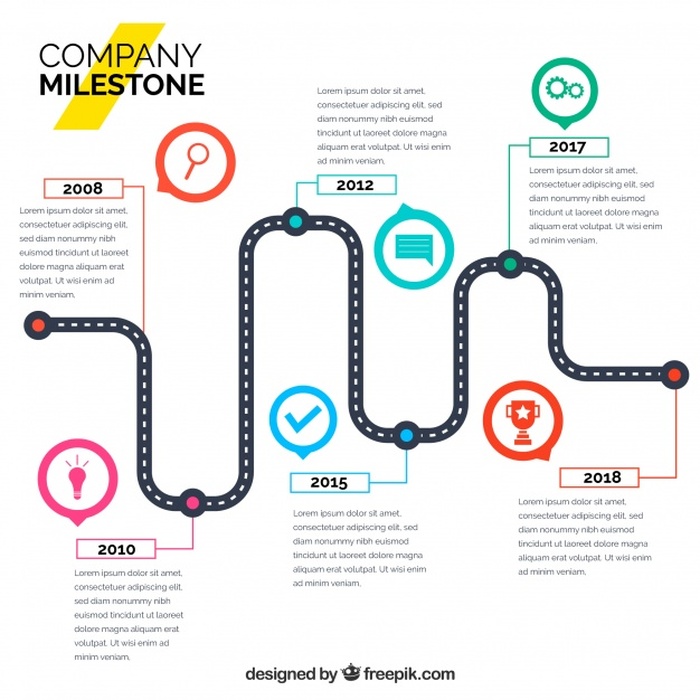 COMPANY
MILESTONE
2008
Lorem ipsum dolor sit amet,
consectetuer adipiscing elit,
sed diam nonummy nibh
euismod tincidunt ut laoreet
dolore magna aliquam erat
volutpat. Ut wisi enim ad
minim veniam,
2010
Lorem ipsum dolor sit amet,
consectetuer adipiscing elit,
sed diam nonummy nibh
euismod tincidunt ut laoreet
dolore magna aliquam erat
volutpat. Ut wisi enim ad
minim veniam,
Lorem ipsum dolor sit amet,
consectetuer adipiscing elit, sed
diam nonummy nibh euismod
tincidunt ut laoreet dolore magna
aliquam erat volutpat. Ut wisi enim
ad minim veniam,
2012
2015
Lorem ipsum dolor sit amet,
consectetuer adipiscing elit, sed
diam nonummy nibh euismod
tincidunt ut laoreet dolore magna
aliquam erat volutpat. Ut wisi enim
ad minim veniam,
2017
Lorem ipsum dolor sit amet,
consectetuer adipiscing elit, sed
diam nonummy nibh euismod
tincidunt ut laoreet dolore magna
aliquam erat volutpat. Ut wisi enim
ad minim veniam,
2018
Lorem ipsum dolor sit amet,
consectetuer adipiscing elit, sed
diam nonummy nibh euismod
tincidunt ut laoreet dolore magna
aliquam erat volutpat. Ut wisi enim
ad minim veniam,
designed by freepik.com